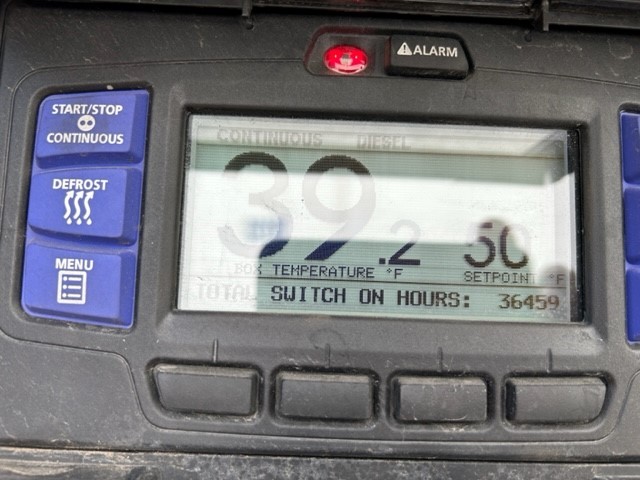 ALARM
START/STOP
CONTINUOUS
DEFROST
MENU
CONTINUOUS DIESEL
39.2 50
BOX TEMPERATURE °F SETPOINT °F
TOTAL SWITCH ON HOURS: 36459